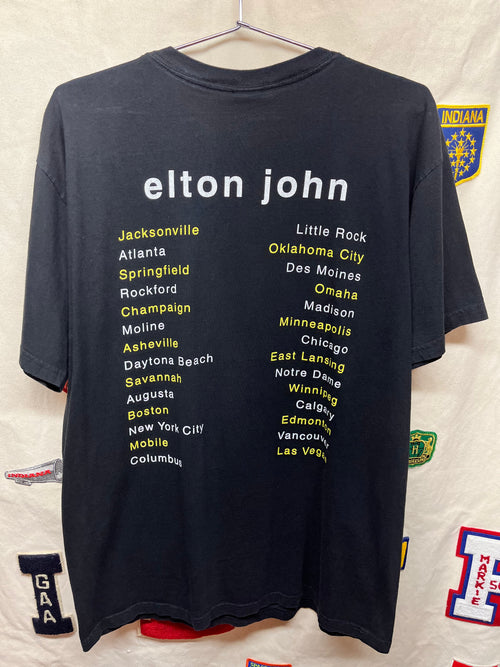 elton john
Jacksonville
Atlanta
Springfield
Rockford
Champaign
Moline
Asheville
Daytona Beach
Savannah
Augusta
Boston
New York City
Mobile
Columbus
Little Rock
Oklahoma City
Des Moines
Omaha
Madison
Minneapolis
Chicago
East Lansing
Notre Dame
Winnipeg
Calgary
Edmonton
Vancouver
Las Vegas
INDIANA
INDIANA
GAA
H
MARKIE